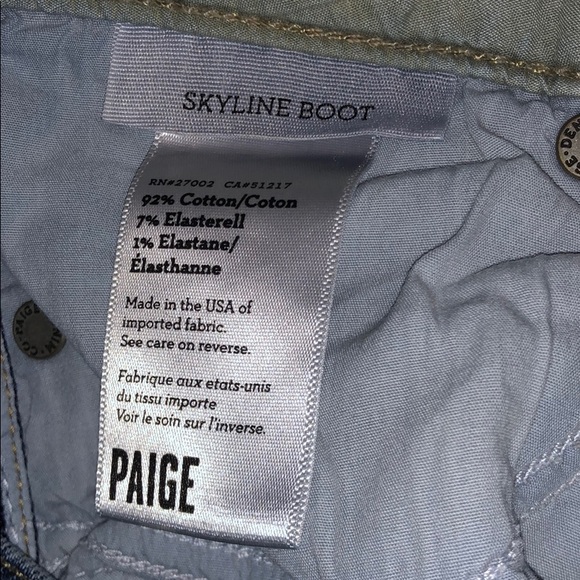 SKYLINE BOOT
RN#27002 CA#51217
92% Cotton/Coton
7% Elasterell
1% Elastane/
Élasthanne
Made in the USA of
imported fabric.
See care on reverse.
Fabrique aux etats-unis
du tissu importe
Voir le soin sur l'inverse.
PAIGE
PAIGE